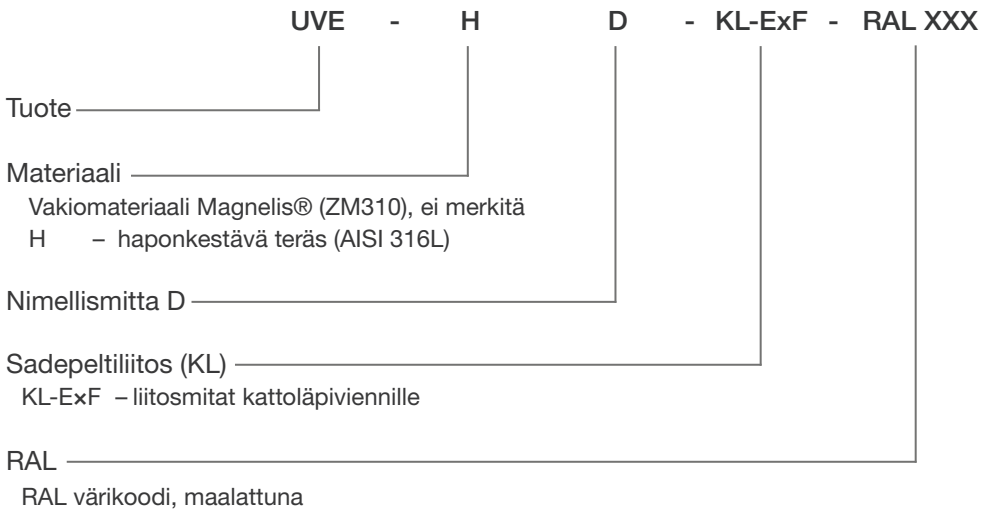 UVE - H D - KL-ExF - RAL XXX
Tuote
Materiaali
Vakiomateriaali Magnelis® (ZM310), ei merkitä
H – haponkestävä teräs (AISI 316L)
Nimellismitta D
Sadepeltiliitos (KL)
KL-E×F – liitosmitat kattoläpiviennille
RAL
RAL värikoodi, maalattuna